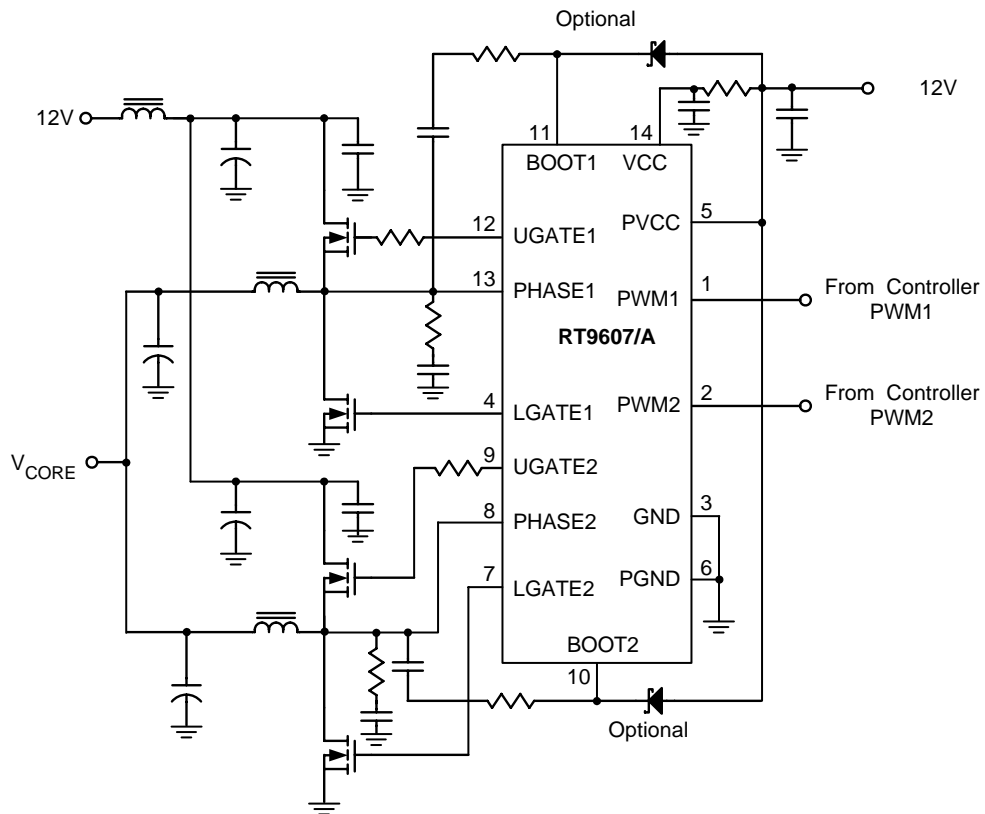 Optional
12V
12V
11
14
BOOT1
VCC
12
UGATE1
PVCC
5
13
PHASE1
PWM1
1
From Controller
PWM1
RT9607/A
4
LGATE1
PWM2
2
From Controller
PWM2
9
UGATE2
VCORE
8
PHASE2
GND
3
7
LGATE2
PGND
6
BOOT2
10
Optional